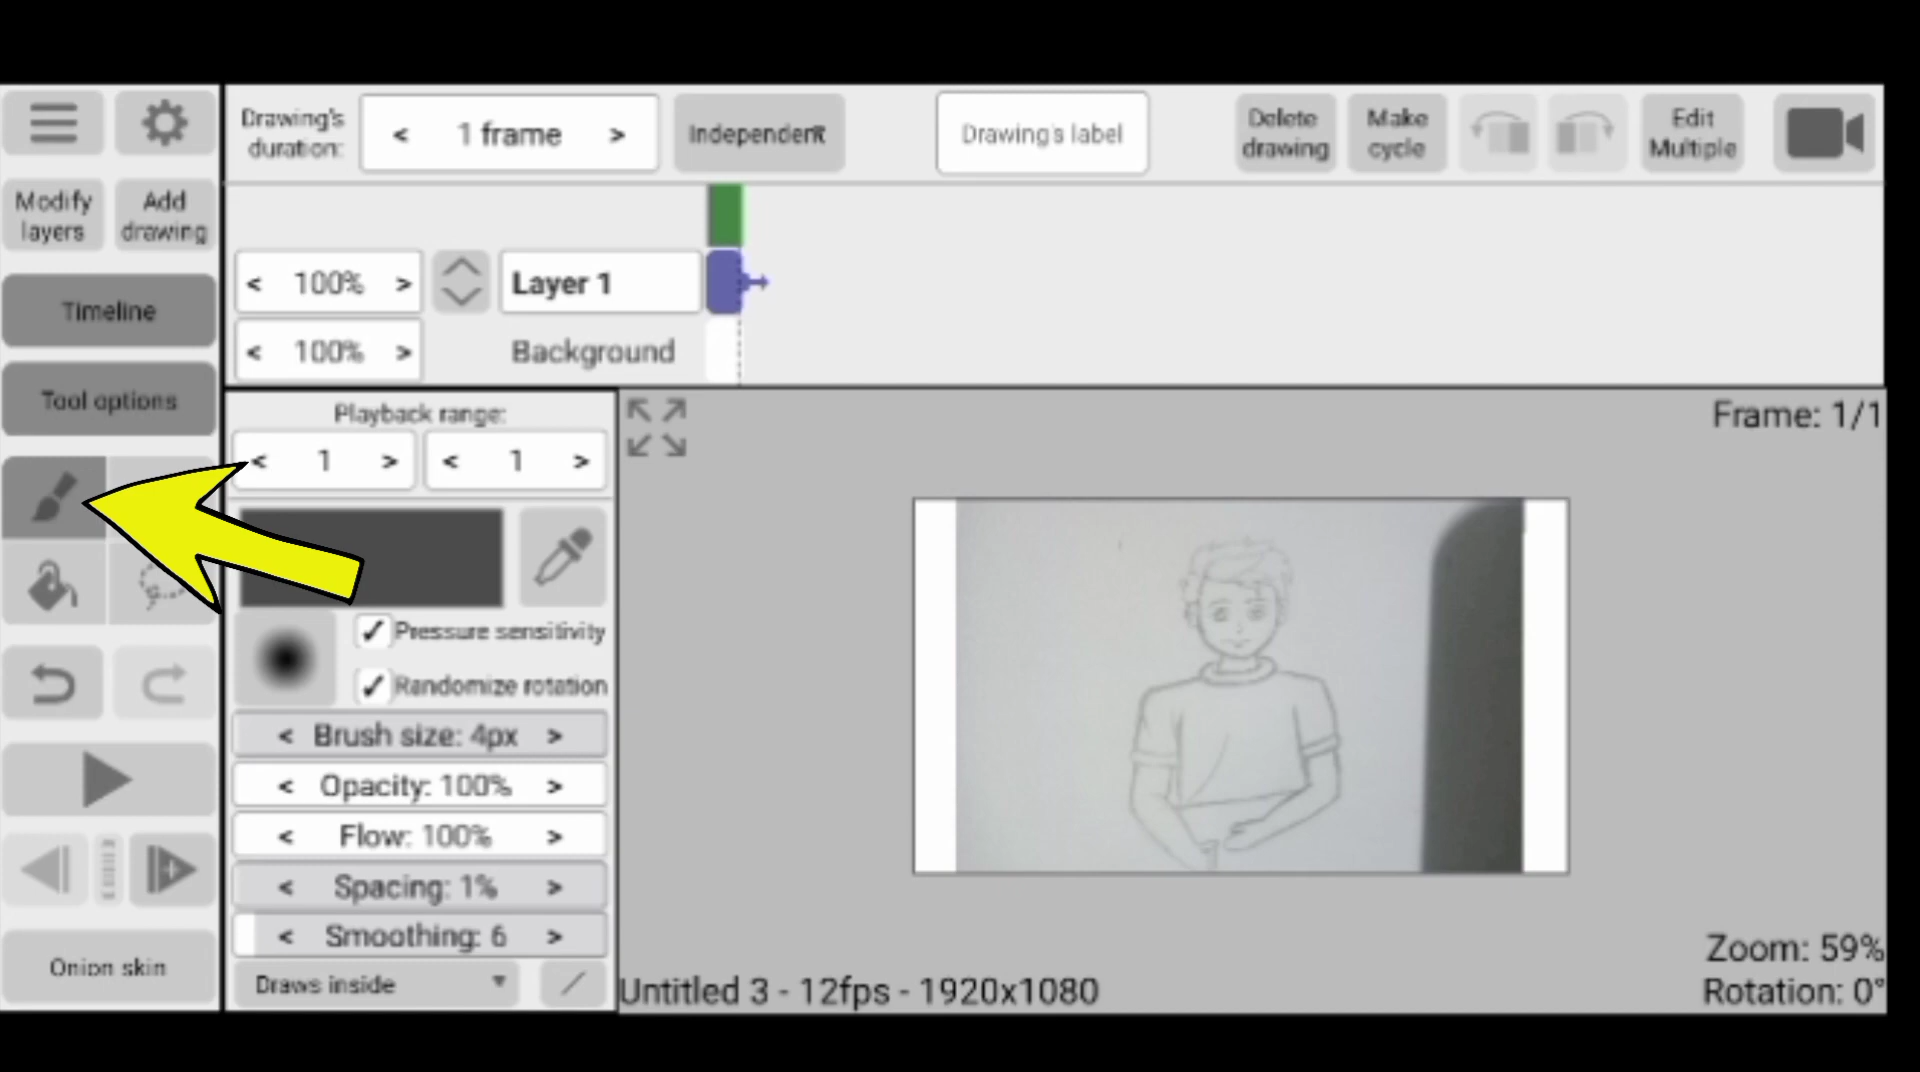 Drawing's
duration:
< 1 frame >
Independent
Drawing's label
Delete
drawing
Make
cycle
Edit
Multiple
Modify
layers
Add
drawing
Timeline
Tool options
< 100% >
Layer 1
< 100% >
Background
Playback range:
< 1 >
< 1 >
Frame: 1/1
Pressure sensitivity
Randomize rotation
< Brush size: 4px >
< Opacity: 100% >
< Flow: 100% >
< Spacing: 1% >
< Smoothing: 6 >
Draws inside
Onion skin
Untitled 3 - 12fps - 1920x1080
Zoom: 59%
Rotation: 0°